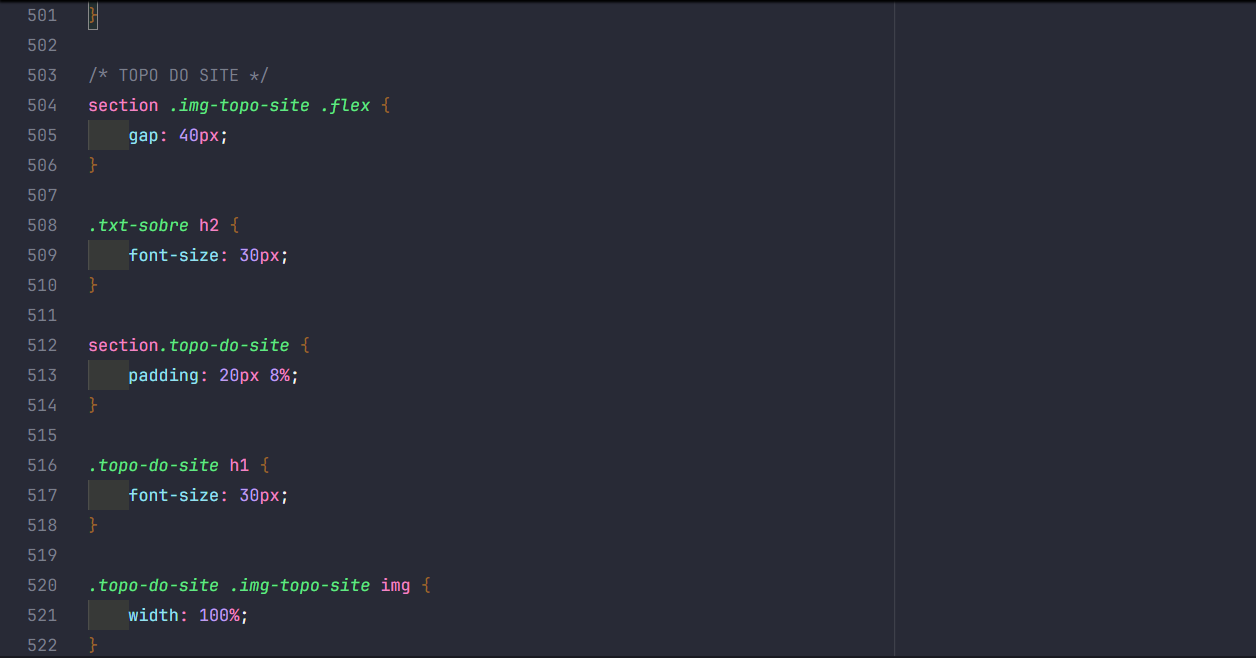 501 }
502
503 /* TOPO DO SITE */
504 section .img-topo-site .flex {
505     gap: 40px;
506 }
507
508 .txt-sobre h2 {
509     font-size: 30px;
510 }
511
512 section.topo-do-site {
513     padding: 20px 8%;
514 }
515
516 .topo-do-site h1 {
517     font-size: 30px;
518 }
519
520 .topo-do-site .img-topo-site img {
521     width: 100%;
522 }